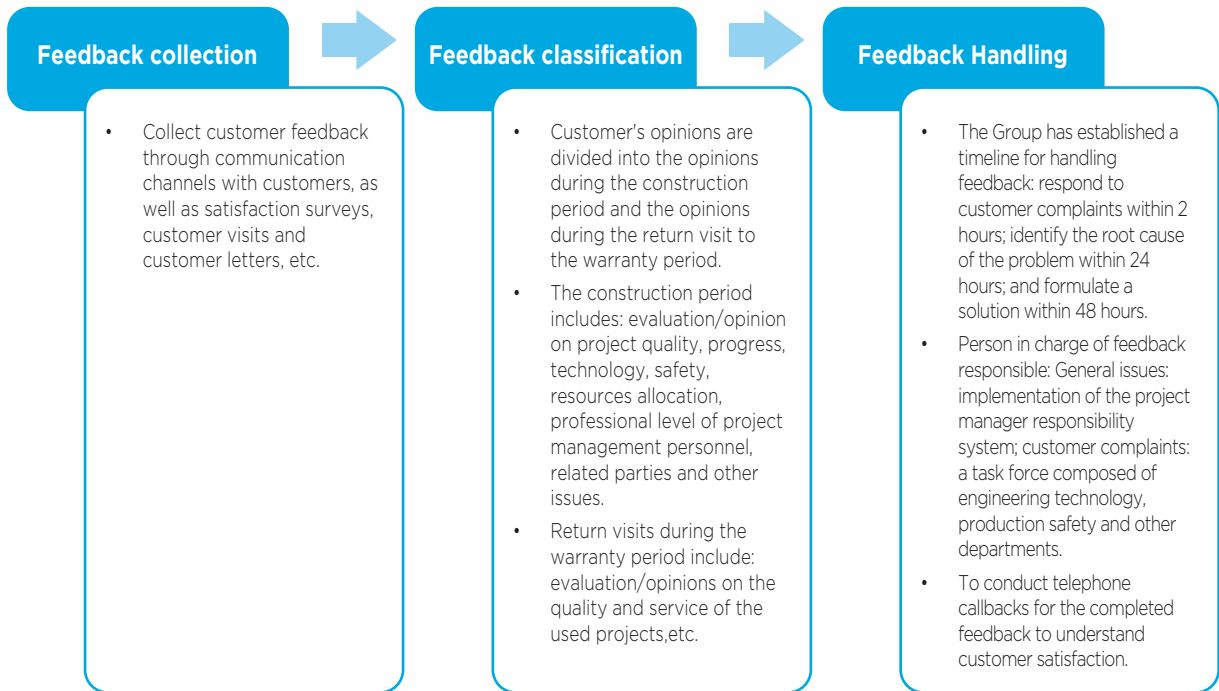 Feedback collection
Collect customer feedback
through communication
channels with customers, as
well as satisfaction surveys,
customer visits and
customer letters, etc.
Feedback classification
Customer's opinions are
divided into the opinions
during the construction
period and the opinions
during the return visit to
the warranty period.
The construction period
includes: evaluation/opinion
on project quality, progress,
technology, safety,
resources allocation,
professional level of project
management personnel,
related parties and other
issues.
Return visits during the
warranty period include:
evaluation/opinions on the
quality and service of the
used projects,etc.
Feedback Handling
The Group has established a
timeline for handling
feedback: respond to
customer complaints within 2
hours; identify the root cause
of the problem within 24
hours; and formulate a
solution within 48 hours.
Person in charge of feedback
responsible: General issues:
implementation of the project
manager responsibility
system; customer complaints:
a task force composed of
engineering technology,
production safety and other
departments.
To conduct telephone
callbacks for the completed
feedback to understand
customer satisfaction.